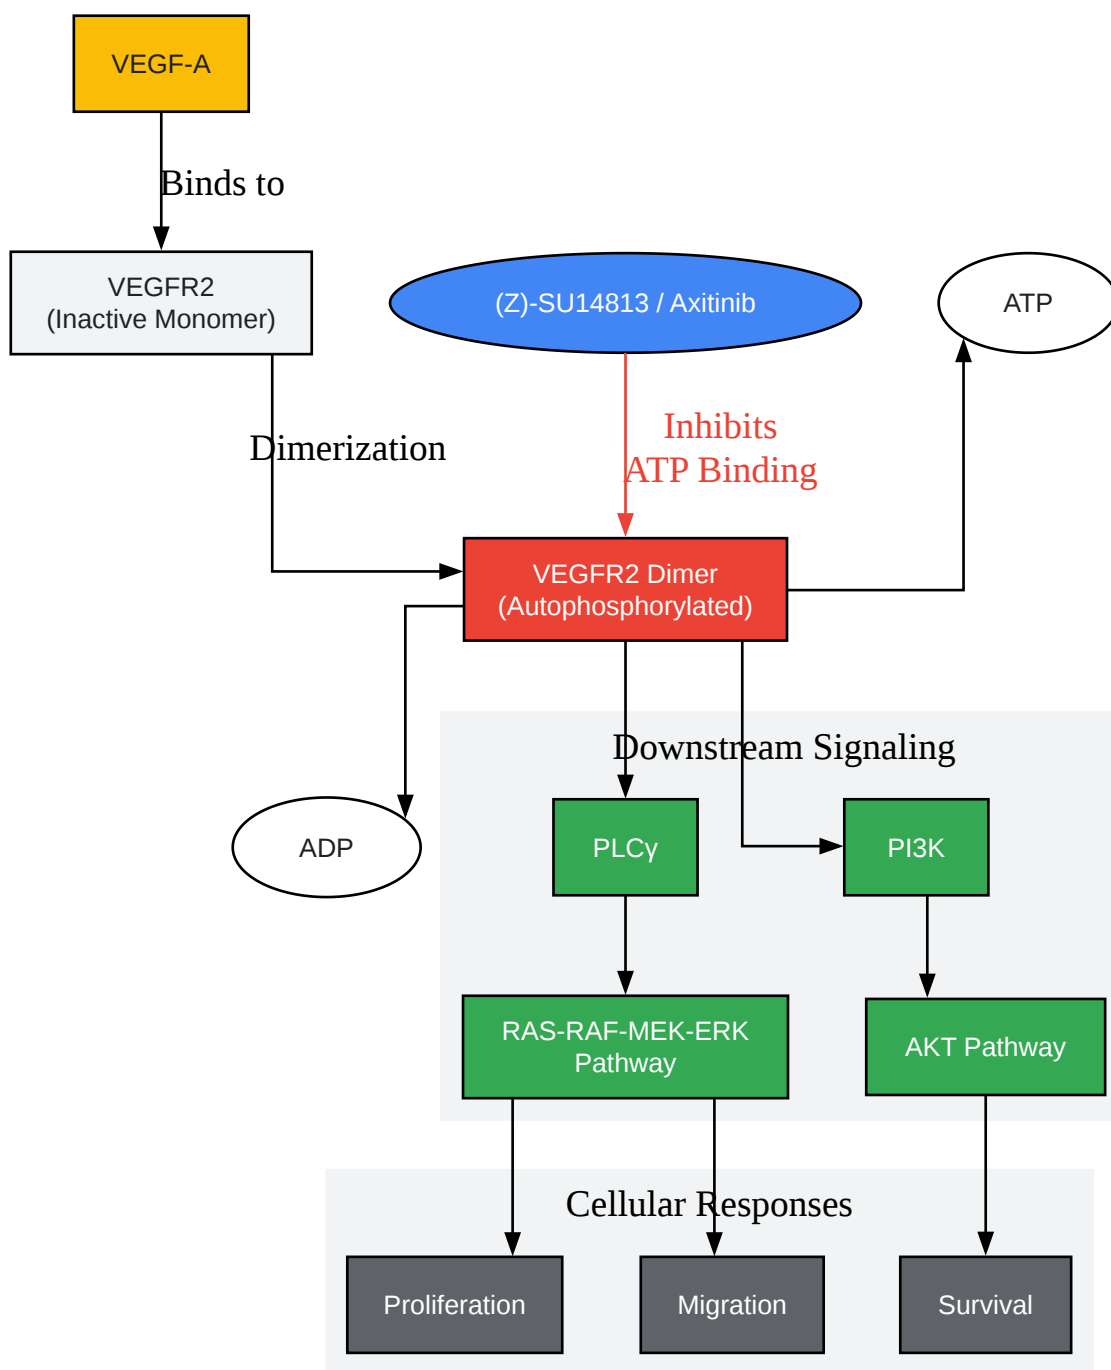 VEGF-A
Binds to
VEGFR2
(Inactive Monomer)
(Z)-SU14813 / Axitinib
ATP
Dimerization
Inhibits
ATP Binding
VEGFR2 Dimer
(Autophosphorylated)
Downstream Signaling
ADP
PLCγ
PI3K
RAS-RAF-MEK-ERK
Pathway
AKT Pathway
Cellular Responses
Proliferation
Migration
Survival